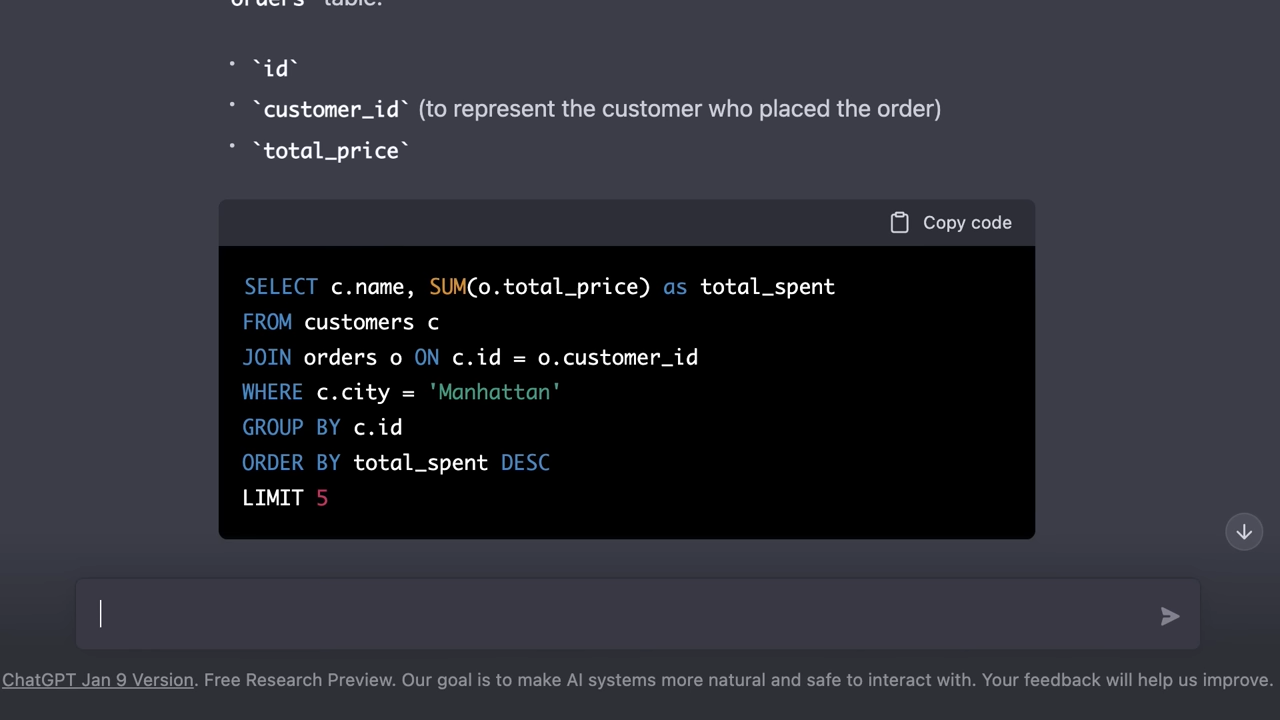 `orders` table:
• `id`
• `customer_id` (to represent the customer who placed the order)
• `total_price`
Copy code
SELECT c.name, SUM(o.total_price) as total_spent
FROM customers c
JOIN orders o ON c.id = o.customer_id
WHERE c.city = 'Manhattan'
GROUP BY c.id
ORDER BY total_spent DESC
LIMIT 5
ChatGPT Jan 9 Version. Free Research Preview. Our goal is to make AI systems more natural and safe to interact with. Your feedback will help us improve.